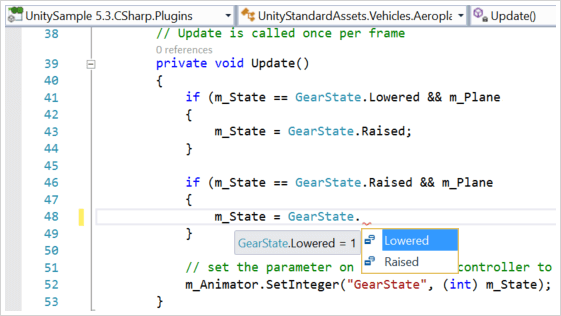 UnitySample 5.3.CSharp.Plugins UnityStandardAssets.Vehicles.Aeropla Update()
38 // Update is called once per frame
0 references
39 private void Update()
40 {
41 if (m_State == GearState.Lowered && m_Plane
42 {
43 m_State = GearState.Raised;
44 }
45
46 if (m_State == GearState.Raised && m_Plane
47 {
48 m_State = GearState.
49 }
GearState.Lowered = 1 Lowered
50
Raised
51 // set the parameter on controller to
52 m_Animator.SetInteger("GearState", (int) m_State);
53 }